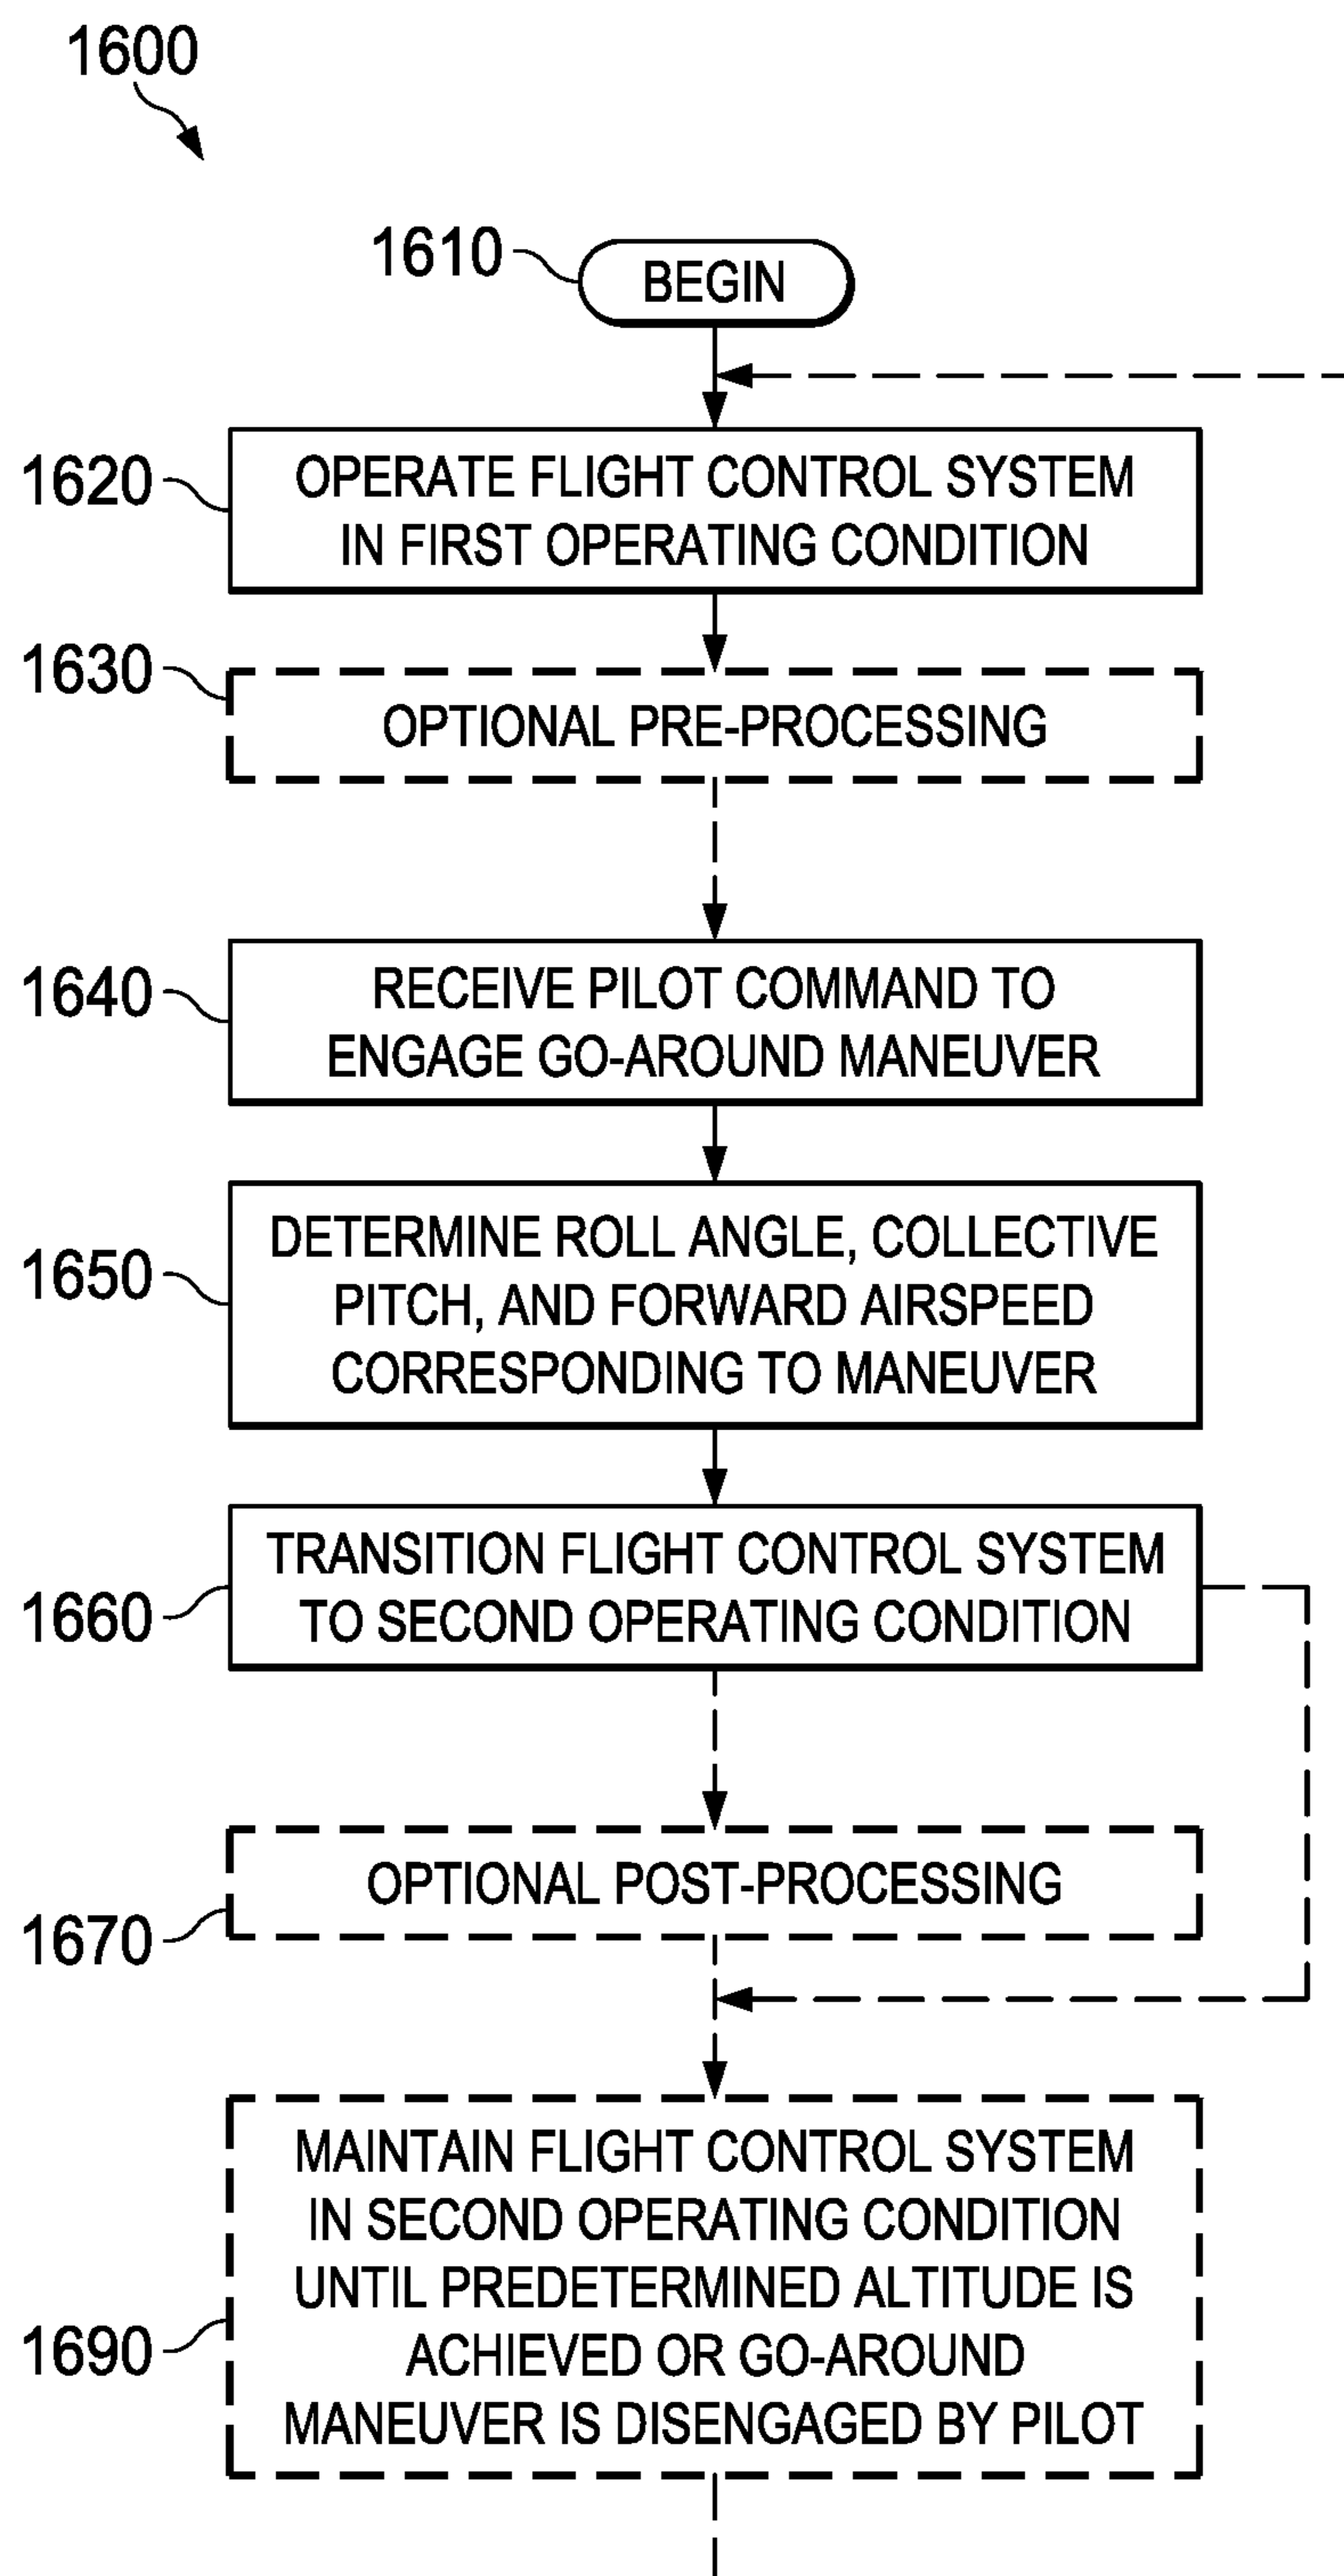 1600
1610
BEGIN
1620
OPERATE FLIGHT CONTROL SYSTEM
IN FIRST OPERATING CONDITION
1630
OPTIONAL PRE-PROCESSING
1640
RECEIVE PILOT COMMAND TO
ENGAGE GO-AROUND MANEUVER
1650
DETERMINE ROLL ANGLE, COLLECTIVE
PITCH, AND FORWARD AIRSPEED
CORRESPONDING TO MANEUVER
1660
TRANSITION FLIGHT CONTROL SYSTEM
TO SECOND OPERATING CONDITION
1670
OPTIONAL POST-PROCESSING
1690
MAINTAIN FLIGHT CONTROL SYSTEM
IN SECOND OPERATING CONDITION
UNTIL PREDETERMINED ALTITUDE IS
ACHIEVED OR GO-AROUND
MANEUVER IS DISENGAGED BY PILOT